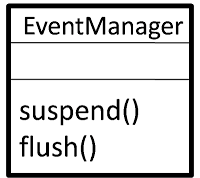 EventManager
suspend()
flush()